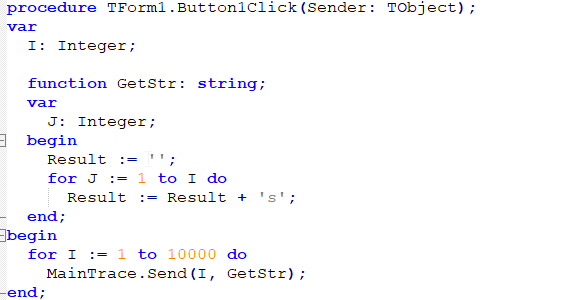 procedure TForm1.Button1Click(Sender: TObject);
var
  I: Integer;

  function GetStr: string;
  var
    J: Integer;
  begin
    Result := '';
    for J := 1 to I do
      Result := Result + 's';
  end;
begin
  for I := 1 to 10000 do
    MainTrace.Send(I, GetStr);
end;